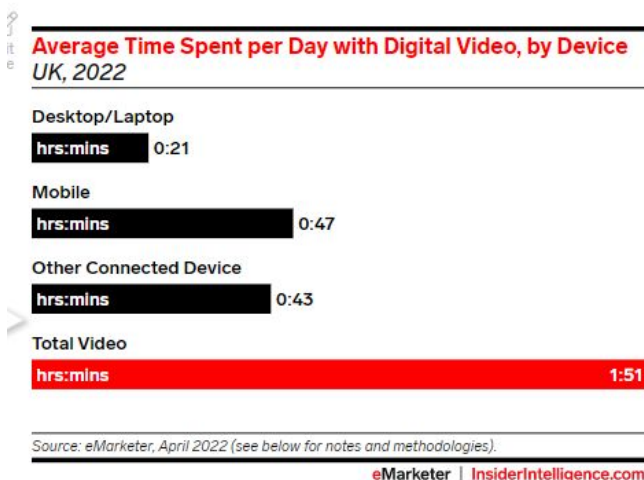 it
e
Average Time Spent per Day with Digital Video, by Device
UK, 2022
Desktop/Laptop
hrs:mins 0:21
Mobile
hrs:mins 0:47
Other Connected Device
hrs:mins 0:43
Total Video
hrs:mins 1:51
Source: eMarketer, April 2022 (see below for notes and methodologies).
eMarketer | InsiderIntelligence.com